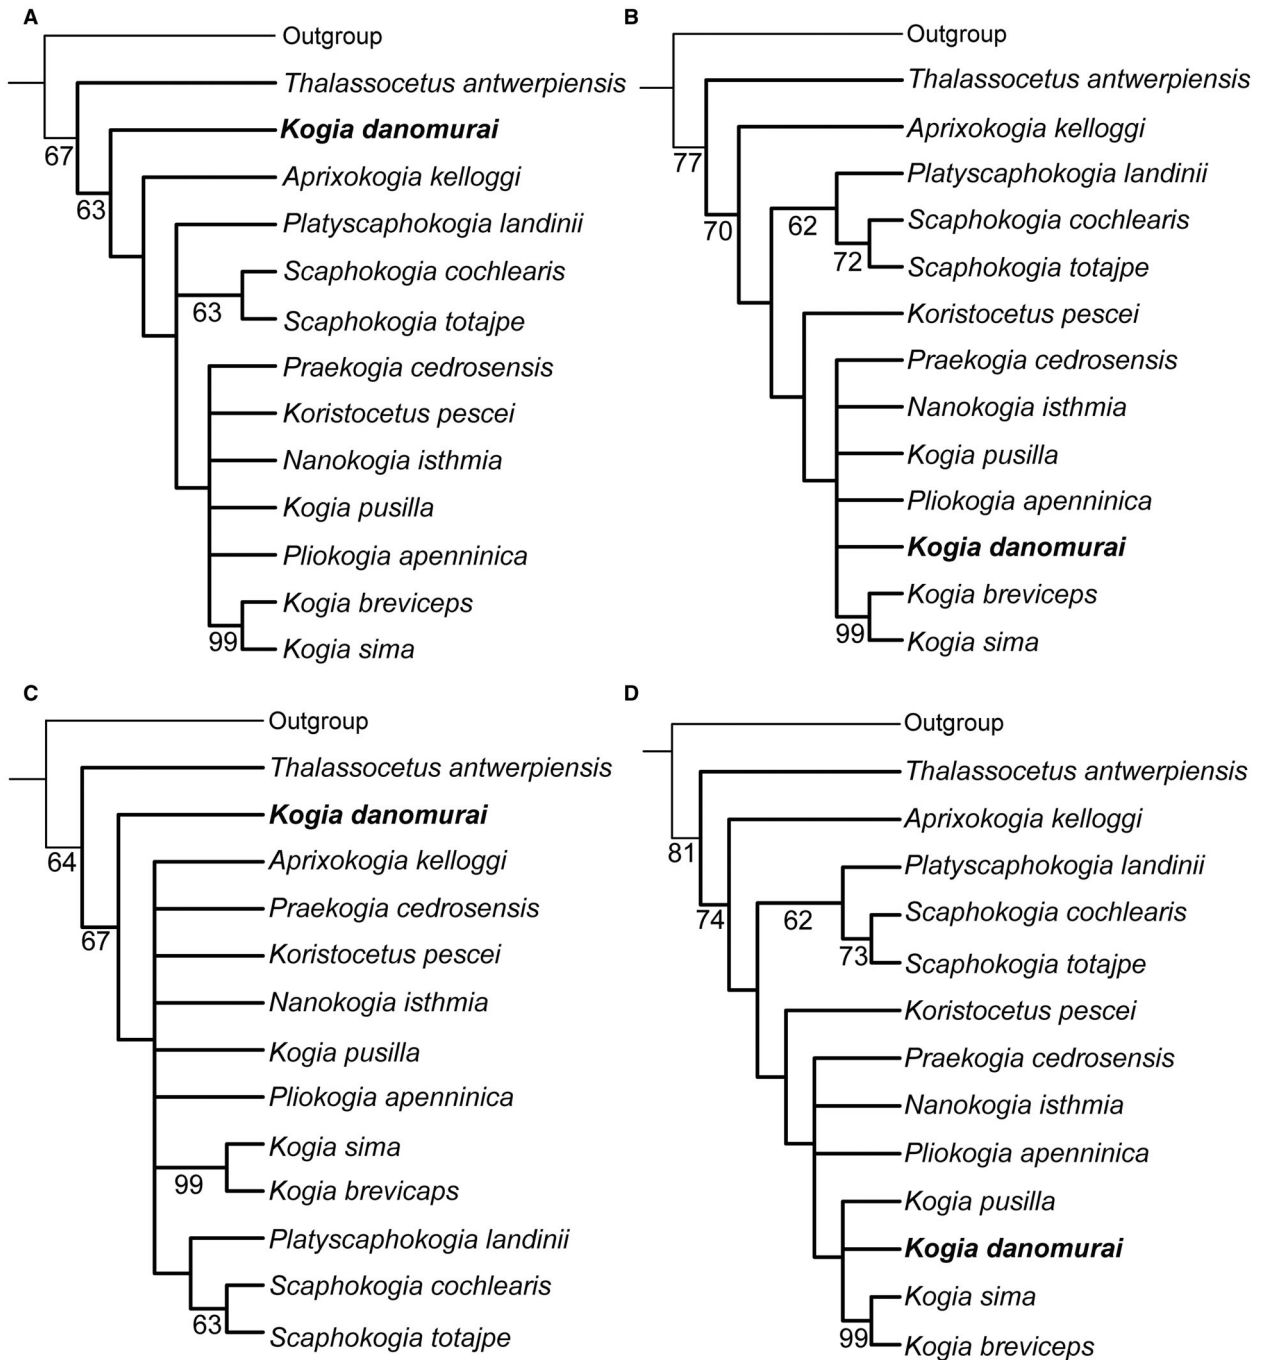 A
Outgroup
Thalassocetus antwerpiensis
Kogia danomurai
67
Aprixokogia kelloggi
63
Platyscaphokogia landinii
Scaphokogia cochlearis
63
Scaphokogia totajpe
Praekogia cedrosensis
Koristocetus pescei
Nanokogia isthmia
Kogia pusilla
Pliokogia apenninica
Kogia breviceps
99
Kogia sima
B
Outgroup
Thalassocetus antwerpiensis
Aprixokogia kelloggi
77
Platyscaphokogia landinii
Scaphokogia cochlearis
62
70
72
Scaphokogia totajpe
Koristocetus pescei
Praekogia cedrosensis
Nanokogia isthmia
Kogia pusilla
Pliokogia apenninica
Kogia danomurai
Kogia breviceps
99
Kogia sima
C
Outgroup
Thalassocetus antwerpiensis
Kogia danomurai
64
Aprixokogia kelloggi
Praekogia cedrosensis
67
Koristocetus pescei
Nanokogia isthmia
Kogia pusilla
Pliokogia apenninica
Kogia sima
99
Kogia brevicaps
Platyscaphokogia landinii
Scaphokogia cochlearis
63
Scaphokogia totajpe
D
Outgroup
Thalassocetus antwerpiensis
Aprixokogia kelloggi
81
Platyscaphokogia landinii
Scaphokogia cochlearis
62
74
73
Scaphokogia totajpe
Koristocetus pescei
Praekogia cedrosensis
Nanokogia isthmia
Pliokogia apenninica
Kogia pusilla
Kogia danomurai
Kogia sima
99
Kogia breviceps